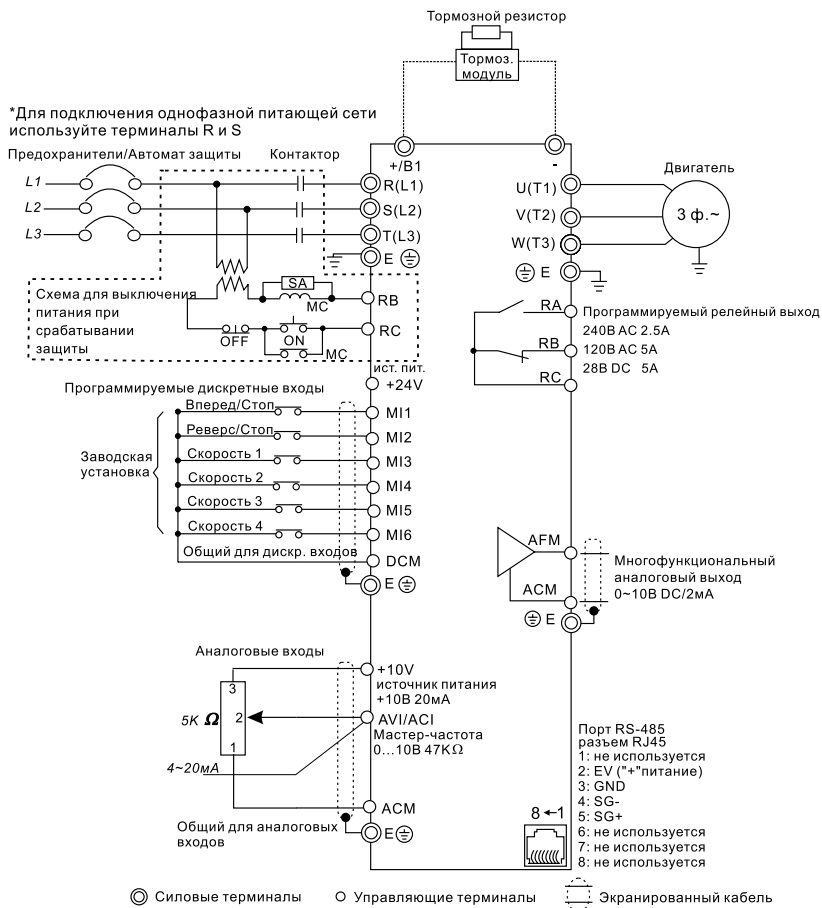 Тормозной резистор
Тормоз.
модуль
*Для подключения однофазной питающей сети
используйте терминалы R и S
Предохранители/Автомат защиты
Контактор
+/B1
-
Двигатель
L1
R(L1)
U(T1)
L2
S(L2)
V(T2)
3 ф.~
L3
T(L3)
W(T3)
E
E
Схема для выключения
питания при
срабатывании
защиты
SA
MC
RB
OFF
ON
MC
RC
RA
Программируемый релейный выход
240В AC 2.5A
RB
120В AC 5A
RC
28В DC 5A
ист. пит.
+24V
Программируемые дискретные входы
Заводская
установка
Вперед/Стоп
MI1
Реверс/Стоп
MI2
Скорость 1
MI3
Скорость 2
MI4
Скорость 3
MI5
Скорость 4
MI6
Общий для дискр. входов
DCM
E
AFM
ACM
E
Многофункциональный
аналоговый выход
0~10В DC/2мА
Аналоговые входы
+10V
источник питания
+10В 20мА
3
5K Ω
2
1
AVI/ACI
Мастер-частота
0...10В 47KΩ
4~20мА
ACM
Общий для аналоговых
входов
E
Порт RS-485
разъем RJ45
1: не используется
2: EV ("+"питание)
3: GND
4: SG-
5: SG+
6: не используется
7: не используется
8: не используется
8←1
Силовые терминалы
Управляющие терминалы
Экранированный кабель